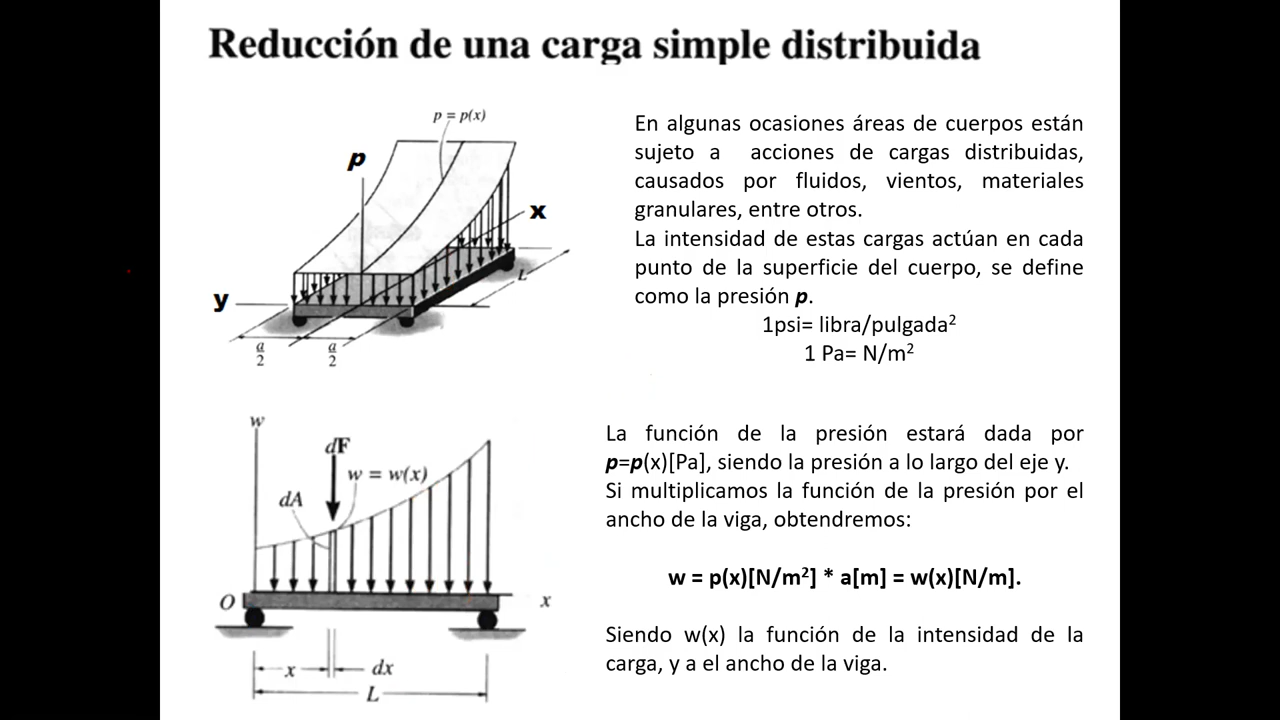 Reducción de una carga simple distribuida
p = p(x)
p
x
y
L
a
2
a
2
En algunas ocasiones áreas de cuerpos están
sujeto a acciones de cargas distribuidas,
causados por fluidos, vientos, materiales
granulares, entre otros.
La intensidad de estas cargas actúan en cada
punto de la superficie del cuerpo, se define
como la presión p.
1psi= libra/pulgada²
1 Pa= N/m²
w
dF
w = w(x)
dA
O
x
x
dx
L
La función de la presión estará dada por
p=p(x)[Pa], siendo la presión a lo largo del eje y.
Si multiplicamos la función de la presión por el
ancho de la viga, obtendremos:
w = p(x)[N/m²] * a[m] = w(x)[N/m].
Siendo w(x) la función de la intensidad de la
carga, y a el ancho de la viga.